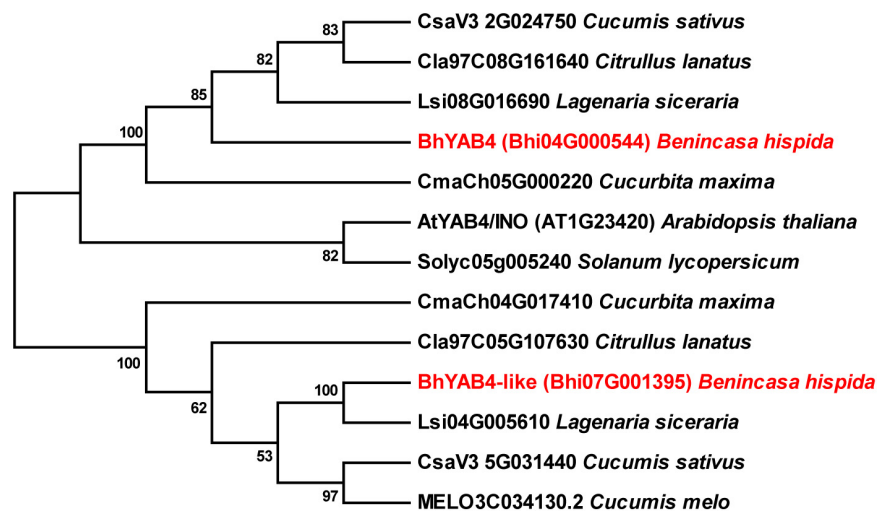 CsaV3 2G024750 Cucumis sativus
83
Cla97C08G161640 Citrullus lanatus
82
Lsi08G016690 Lagenaria siceraria
85
BhYAB4 (Bhi04G000544) Benincasa hispida
100
CmaCh05G000220 Cucurbita maxima
AtYAB4/INO (AT1G23420) Arabidopsis thaliana
82
Solyc05g005240 Solanum lycopersicum
CmaCh04G017410 Cucurbita maxima
100
Cla97C05G107630 Citrullus lanatus
62
BhYAB4-like (Bhi07G001395) Benincasa hispida
100
Lsi04G005610 Lagenaria siceraria
53
CsaV3 5G031440 Cucumis sativus
97
MELO3C034130.2 Cucumis melo